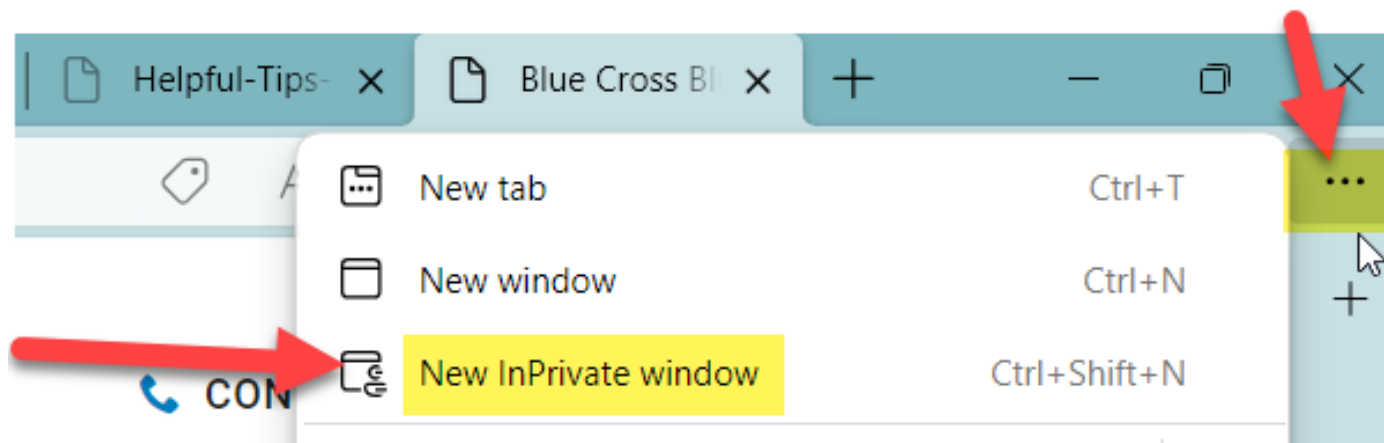 Helpful-Tips- Blue Cross Bl
New tab Ctrl+T
New window Ctrl+N
New InPrivate window Ctrl+Shift+N
CON